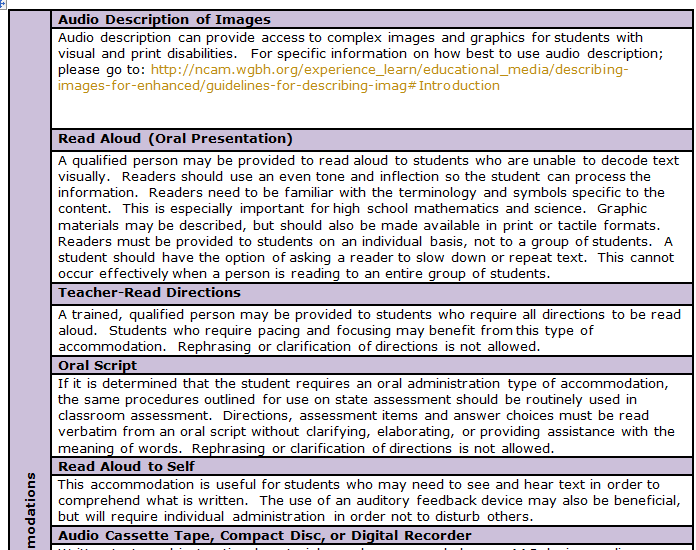 Audio Description of Images
Audio description can provide access to complex images and graphics for students with
visual and print disabilities.   For specific information on how best to use audio description;
please go to: http://ncam.wgbh.org/experience_learn/educational_media/describing-
images-for-enhanced/guidelines-for-describing-imag#Introduction
Read Aloud (Oral Presentation)
A qualified person may be provided to read aloud to students who are unable to decode text
visually.  Readers should use an even tone and inflection so the student can process the
information.  Readers need to be familiar with the terminology and symbols specific to the
content.  This is especially important for high school mathematics and science.  Graphic
materials may be described, but should also be made available in print or tactile formats.
Readers must be provided to students on an individual basis, not to a group of students.  A
student should have the option of asking a reader to slow down or repeat text.  This cannot
occur effectively when a person is reading to an entire group of students.
Teacher-Read Directions
A trained, qualified person may be provided to students who require all directions to be read
aloud.  Students who require pacing and focusing may benefit from this type of
accommodation.  Rephrasing or clarification of directions is not allowed.
Oral Script
If it is determined that the student requires an oral administration type of accommodation,
the same procedures outlined for use on state assessment should be routinely used in
classroom assessment.  Directions, assessment items and answer choices must be read
verbatim from an oral script without clarifying, elaborating, or providing assistance with the
meaning of words.  Rephrasing or clarification of directions is not allowed.
Read Aloud to Self
This accommodation is useful for students who may need to see and hear text in order to
comprehend what is written.  The use of an auditory feedback device may also be beneficial,
but will require individual administration in order not to disturb others.
Audio Cassette Tape, Compact Disc, or Digital Recorder
modations